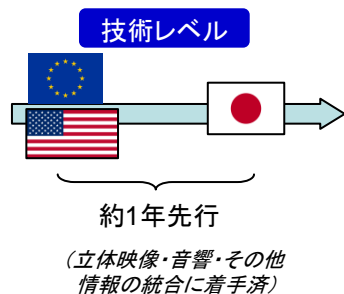 技術レベル
約1年先行
（立体映像・音響・その他
情報の統合に着手済）